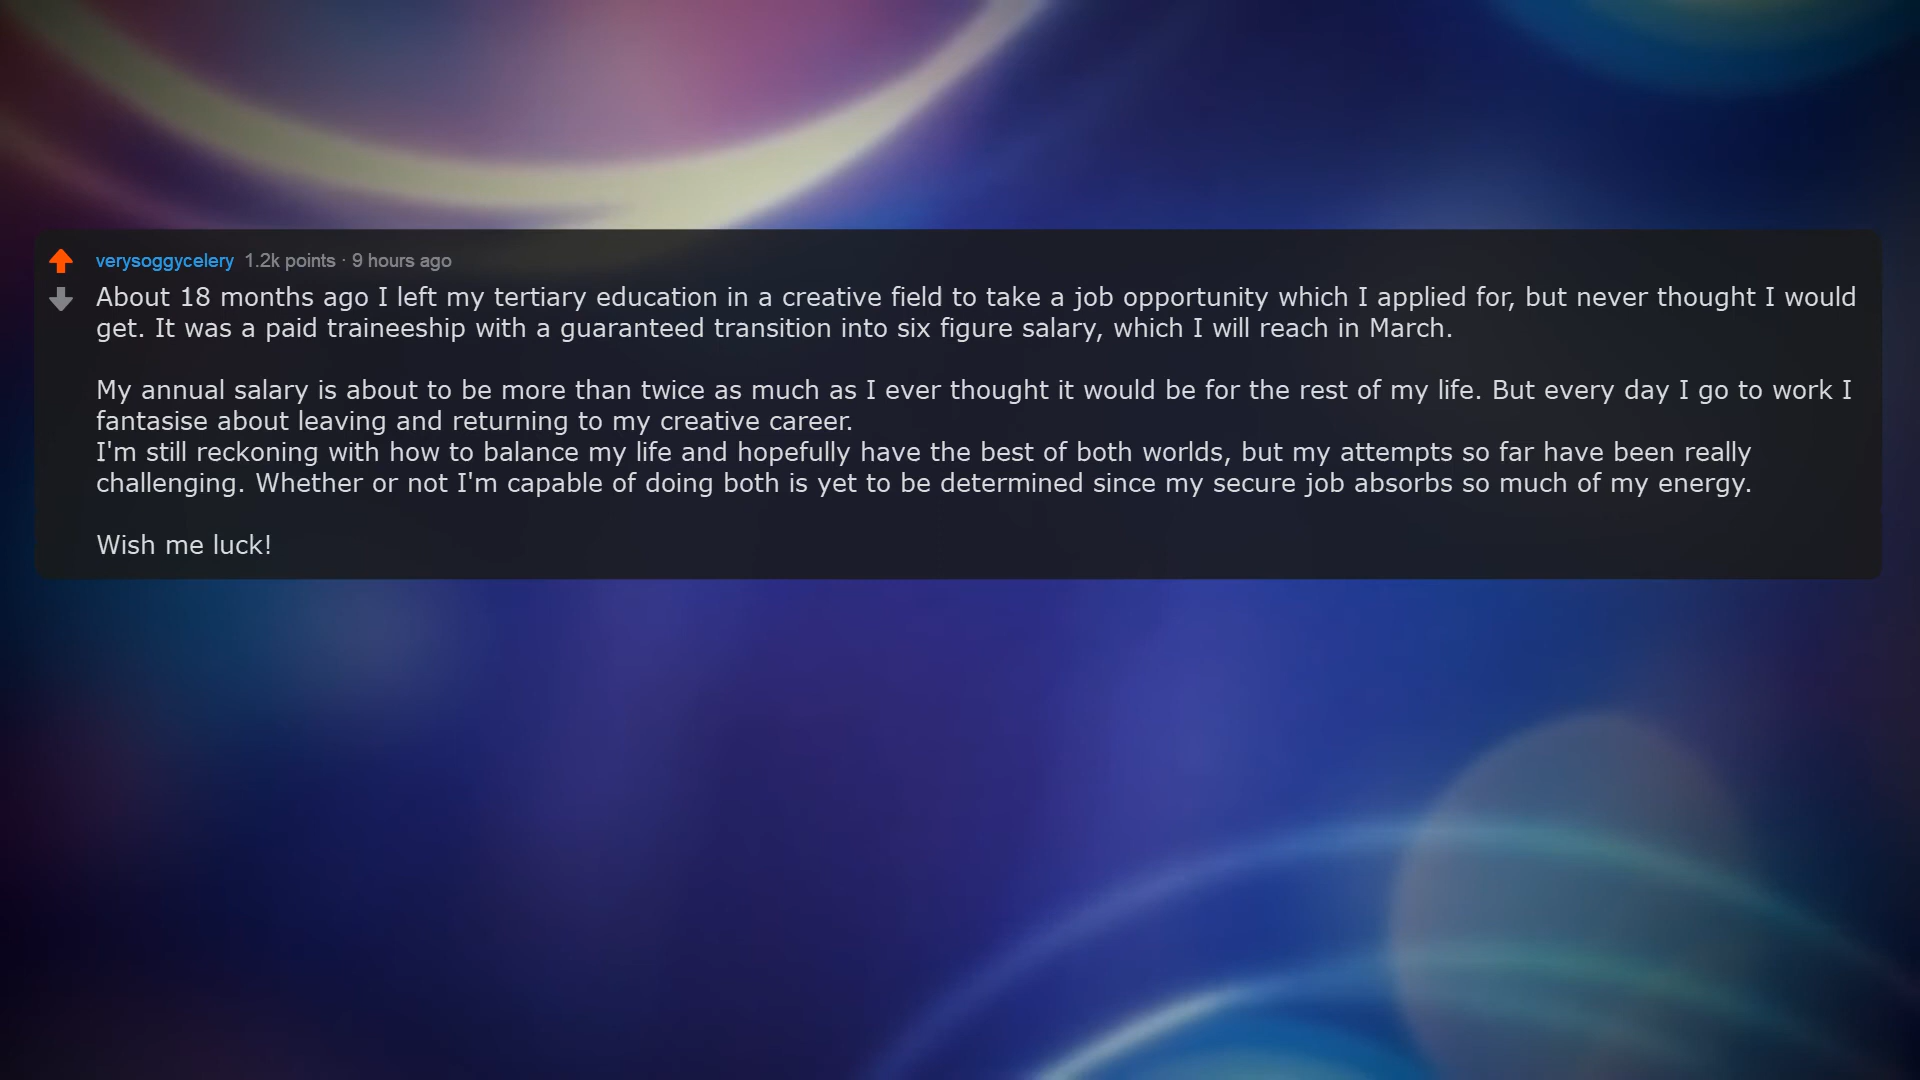 verysoggycelery 1.2k points · 9 hours ago
About 18 months ago I left my tertiary education in a creative field to take a job opportunity which I applied for, but never thought I would
get. It was a paid traineeship with a guaranteed transition into six figure salary, which I will reach in March.
My annual salary is about to be more than twice as much as I ever thought it would be for the rest of my life. But every day I go to work I
fantasise about leaving and returning to my creative career.
I'm still reckoning with how to balance my life and hopefully have the best of both worlds, but my attempts so far have been really
challenging. Whether or not I'm capable of doing both is yet to be determined since my secure job absorbs so much of my energy.
Wish me luck!